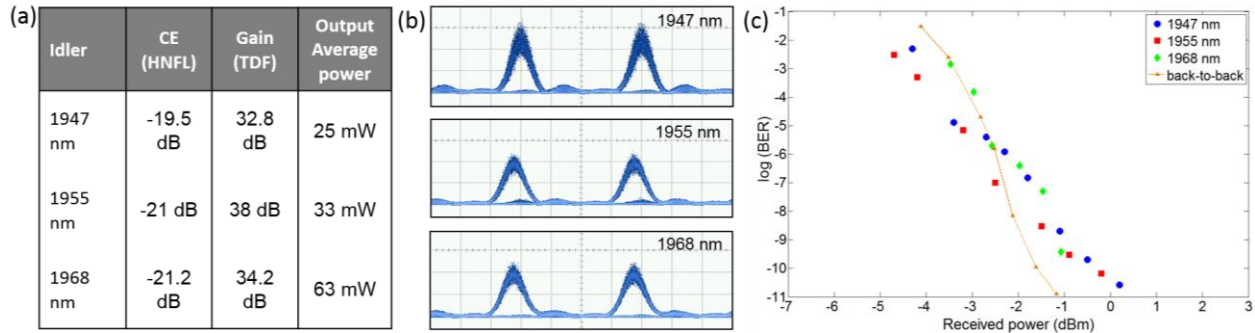 (a)
Idler
CE
(HNFL)
Gain
(TDF)
Output
Average
power
1947
nm
-19.5
dB
32.8
dB
25 mW
1955
nm
-21 dB
38 dB
33 mW
1968
nm
-21.2
dB
34.2
dB
63 mW
(b)
1947 nm
1955 nm
1968 nm
(c)
1947 nm
1955 nm
1968 nm
back-to-back
log (BER)
-1
-2
-3
-4
-5
-6
-7
-8
-9
-10
-11
-7 -6 -5 -4 -3 -2 -1 0 1 2 3
Received power (dBm)